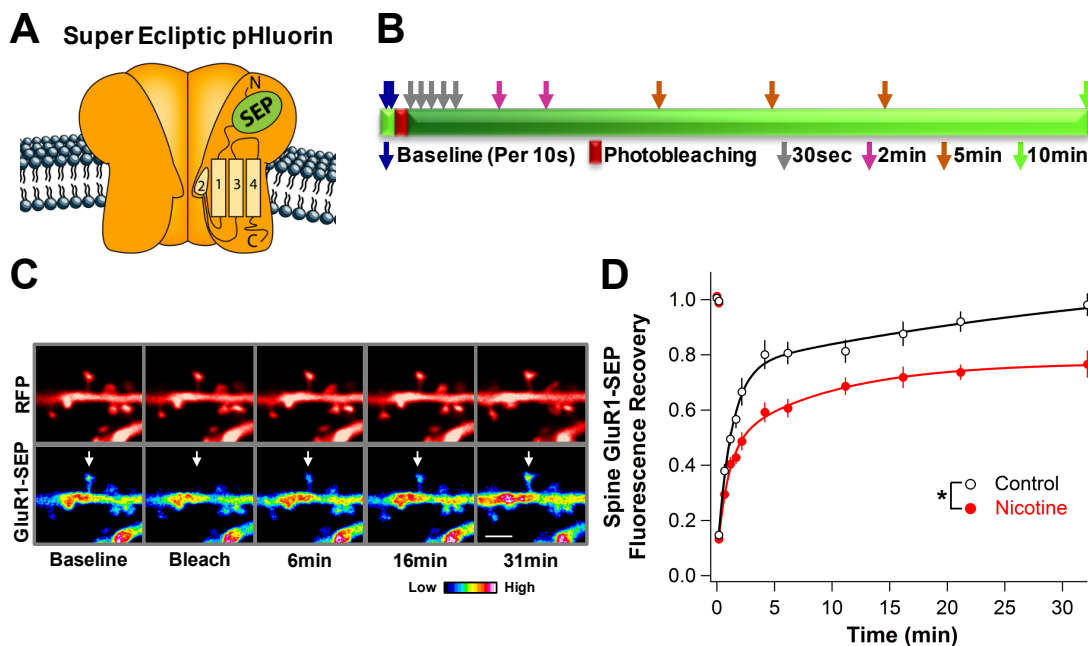 A
Super Ecliptic pHluorin
N
SEP
2 1 3 4
C
B
Baseline (Per 10s) Photobleaching 30sec 2min 5min 10min
C
RFP
GluR1-SEP
Baseline Bleach 6min 16min 31min
Low High
D
Spine GluR1-SEP
Fluorescence Recovery
1.0
0.8
0.6
0.4
0.2
0.0
* Control
Nicotine
0 5 10 15 20 25 30
Time (min)